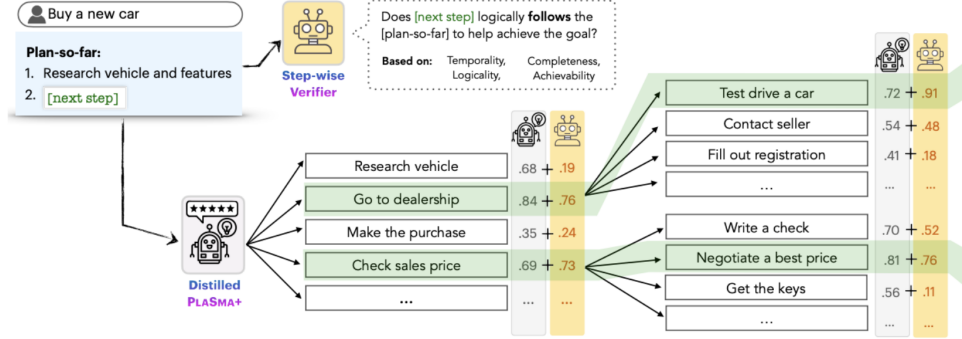 Buy a new car
Plan-so-far:
1. Research vehicle and features
2. [next step]
Step-wise
Verifier
Does [next step] logically follows the
[plan-so-far] to help achieve the goal?
Based on: Temporality, Completeness,
Logicality, Achievability
Distilled
PLASMA+
Research vehicle .68 + .19
Go to dealership .84 + .76
Make the purchase .35 + .24
Check sales price .69 + .73
... ... ...
Test drive a car .72 + .91
Contact seller .54 + .48
Fill out registration .41 + .18
... ... ...
Write a check .70 + .52
Negotiate a best price .81 + .76
Get the keys .56 + .11
... ... ...